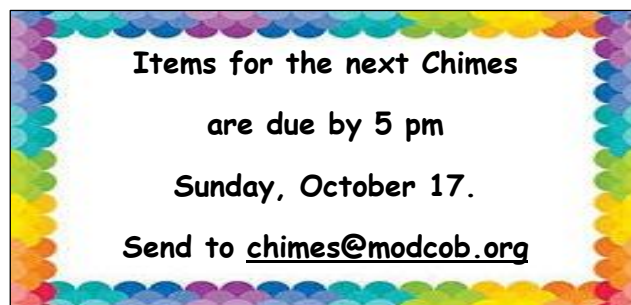 Items for the next Chimes
are due by 5 pm
Sunday, October 17.
Send to chimes@modcob.org